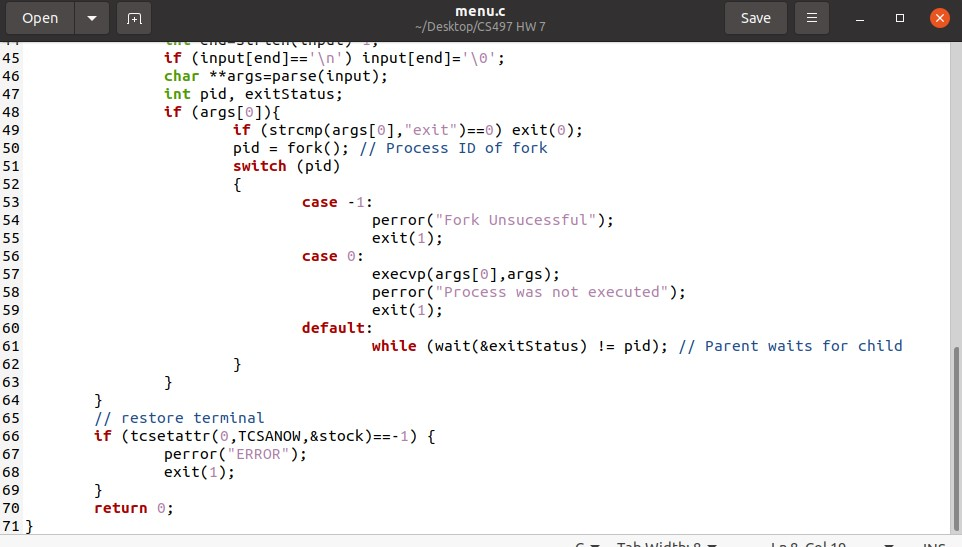 Open
menu.c
~/Desktop/CS497 HW 7
Save
45 if (input[end]=='\n') input[end]='\0';
46 char **args=parse(input);
47 int pid, exitStatus;
48 if (args[0]){
49 if (strcmp(args[0],"exit")==0) exit(0);
50 pid = fork(); // Process ID of fork
51 switch (pid)
52 {
53 case -1:
54 perror("Fork Unsucessful");
55 exit(1);
56 case 0:
57 execvp(args[0],args);
58 perror("Process was not executed");
59 exit(1);
60 default:
61 while (wait(&exitStatus) != pid); // Parent waits for child
62 }
63 }
64 }
65 // restore terminal
66 if (tcsetattr(0,TCSANOW,&stock)==-1) {
67 perror("ERROR");
68 exit(1);
69 }
70 return 0;
71 }